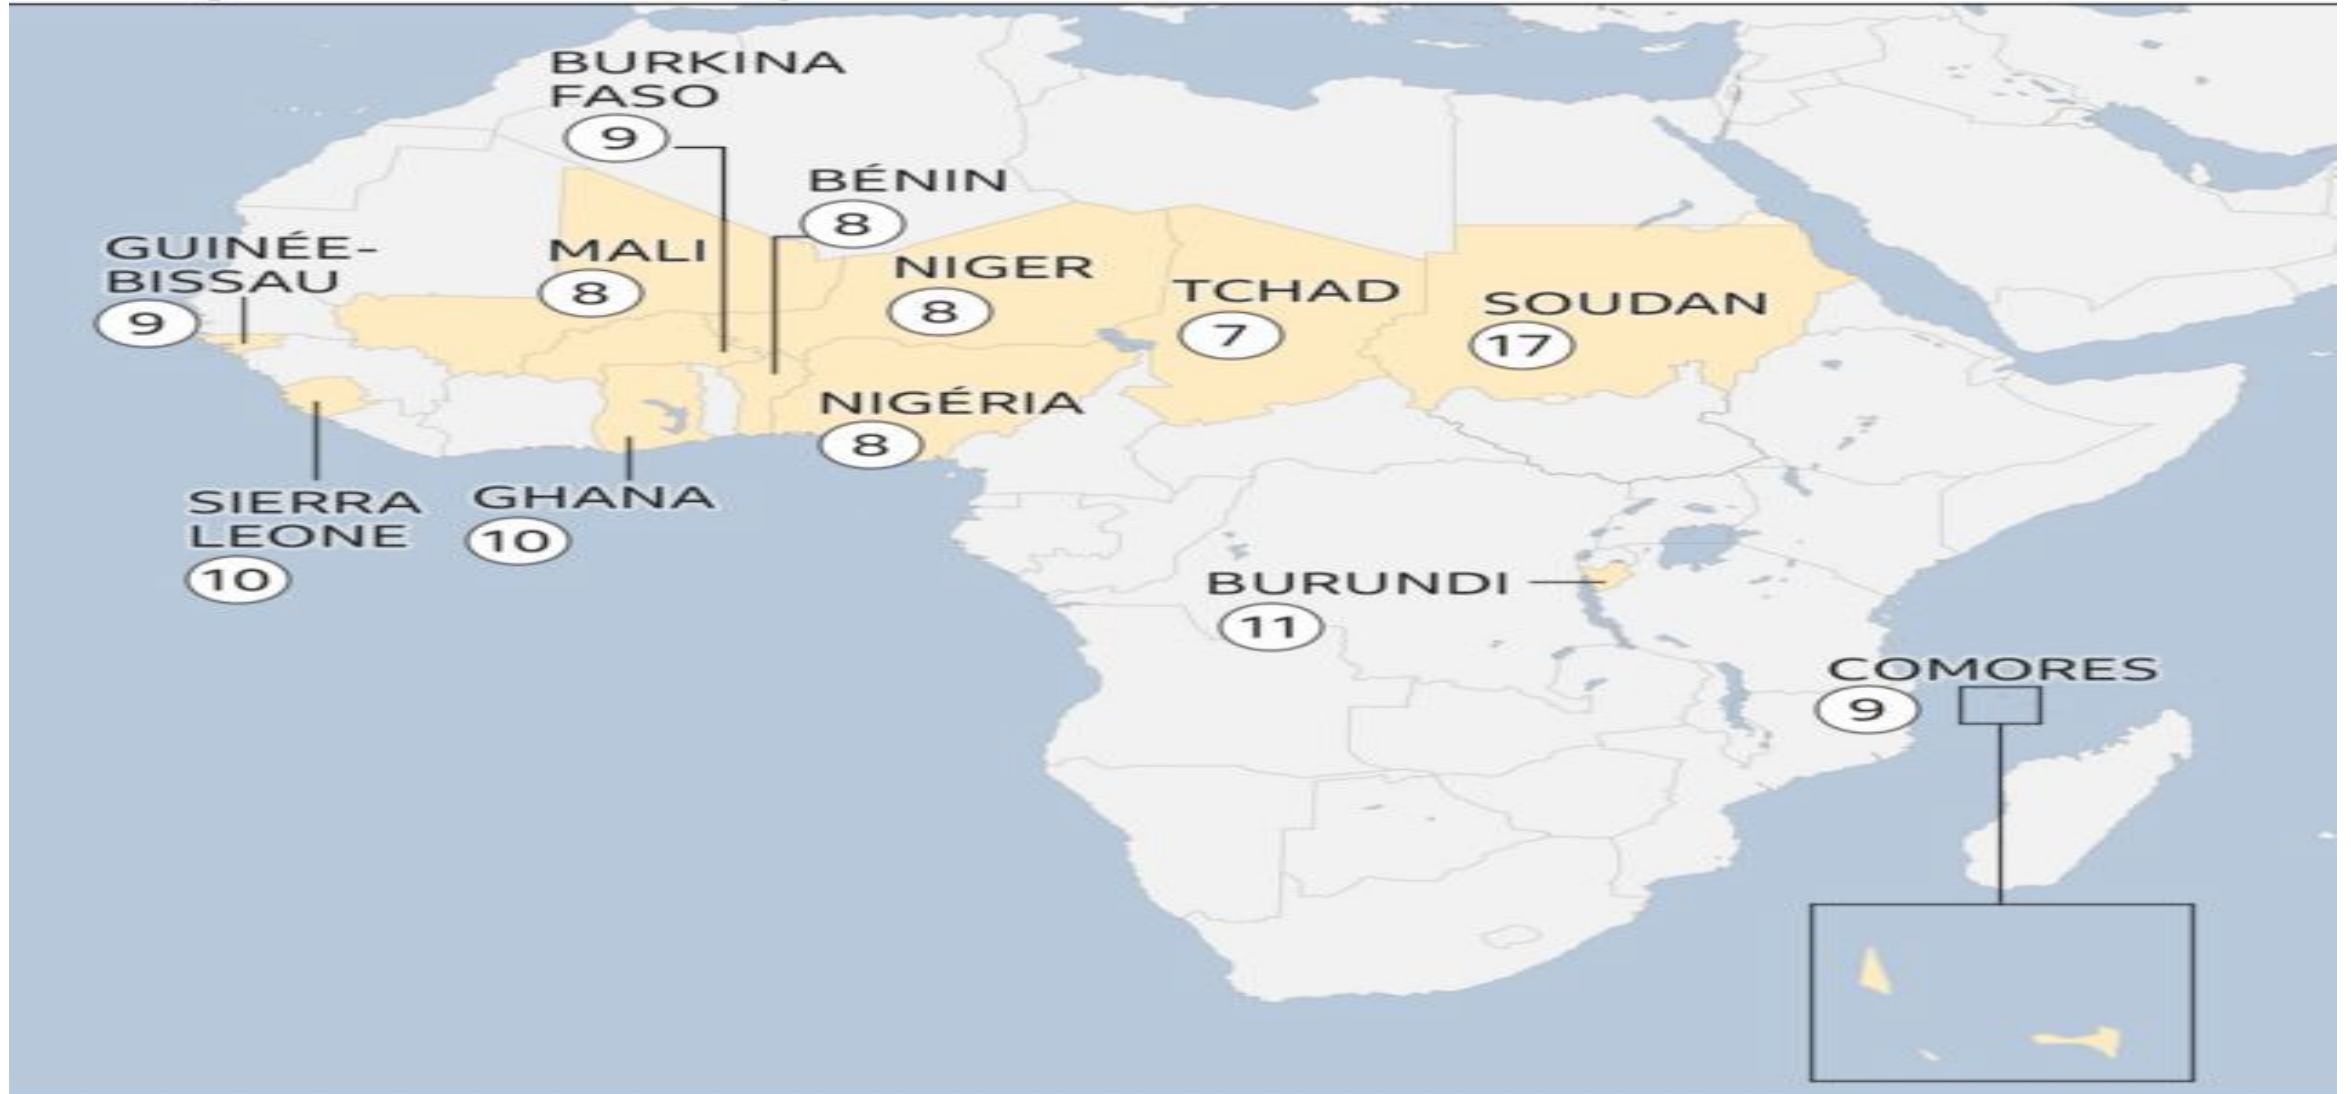 BURKINA
FASO
9
BÉNIN
8
GUINÉE-
BISSAU
9
MALI
8
NIGER
8
TCHAD
7
SOUDAN
17
NIGÉRIA
8
SIERRA
LEONE
10
GHANA
10
BURUNDI
11
COMORES
9